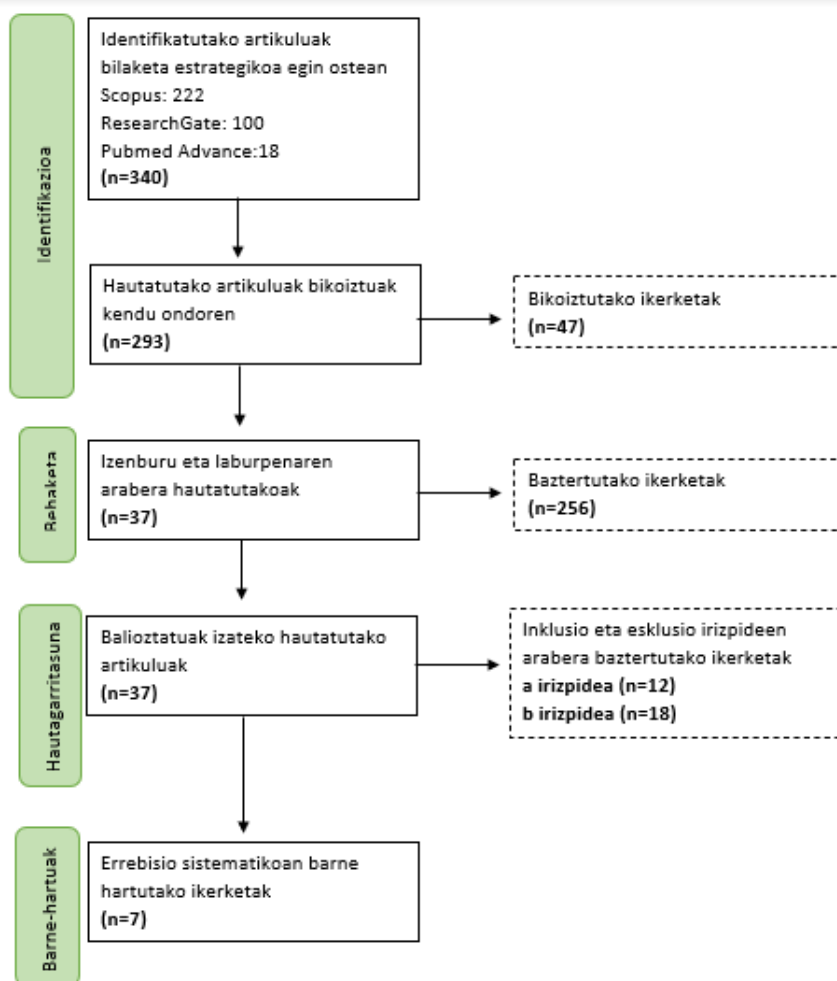 Identifikazioa
Identifikatutako artikuluak
bilaketa estrategikoa egin ostean
Scopus: 222
ResearchGate: 100
Pubmed Advance:18
(n=340)
Hautatutako artikuluak bikoiztuak
kendu ondoren
(n=293)
Bikoiztutako ikerketak
(n=47)
Bahaketa
Izenburu eta laburpenaren
arabera hautatutakoak
(n=37)
Baztertutako ikerketak
(n=256)
Hautagarritasuna
Balioztatuak izateko hautatutako
artikuluak
(n=37)
Inklusio eta esklusio irizpideen
arabera baztertutako ikerketak
a irizpidea (n=12)
b irizpidea (n=18)
Barne-hartuak
Errebisio sistematikoan barne
hartutako ikerketak
(n=7)